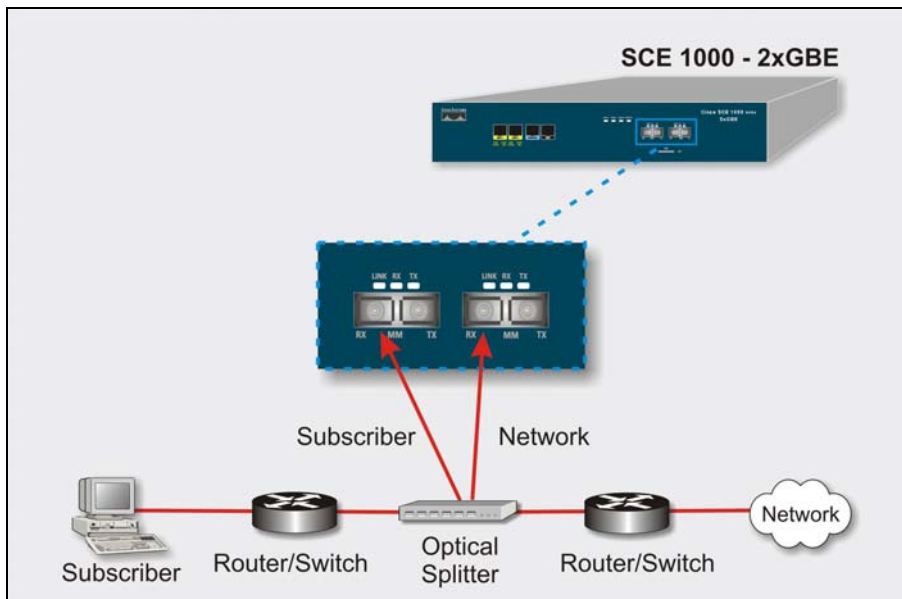 SCE 1000 - 2xGBE
LINK RX TX
LINK RX TX
RX MM TX
RX MM TX
Subscriber
Network
Network
Subscriber
Router/Switch
Optical
Splitter
Router/Switch